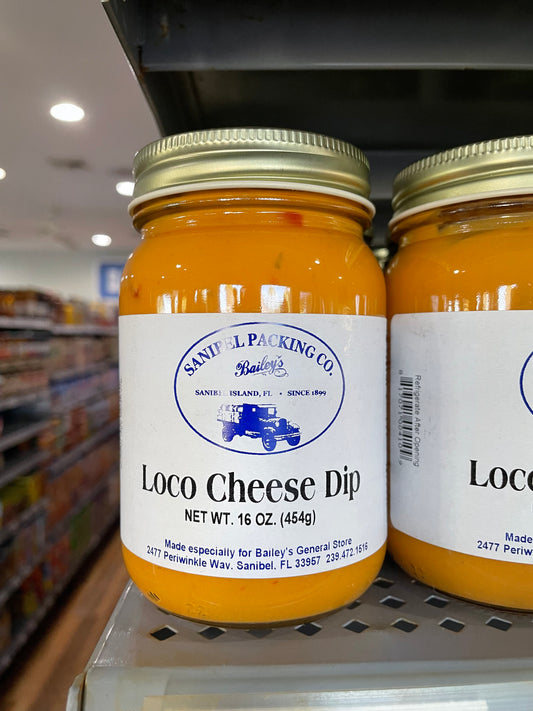 SANIBEL PACKING CO.
Bailey's
SANIBEL ISLAND, FL • SINCE 1899
Loco Cheese Dip
NET WT. 16 OZ. (454g)
Made especially for Bailey's General Store
2477 Periwinkle Way. Sanibel. FL 33957 239.472.1516
Refrigerate After Opening
Loco
Made
2477 Periw